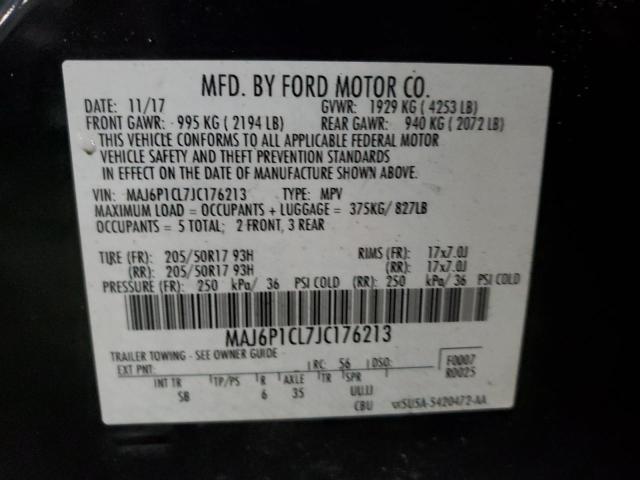 MFD. BY FORD MOTOR CO.
DATE: 11/17 GVWR: 1929 KG ( 4253 LB)
FRONT GAWR: 995 KG ( 2194 LB) REAR GAWR: 940 KG ( 2072 LB)
THIS VEHICLE CONFORMS TO ALL APPLICABLE FEDERAL MOTOR
VEHICLE SAFETY AND THEFT PREVENTION STANDARDS
IN EFFECT ON THE DATE OF MANUFACTURE SHOWN ABOVE.
VIN: MAJ6P1CL7JC176213 TYPE: MPV
MAXIMUM LOAD = OCCUPANTS + LUGGAGE = 375KG/ 827LB
OCCUPANTS = 5 TOTAL; 2 FRONT, 3 REAR
TIRE (FR): 205/50R17 93H RIMS (FR): 17x7.0J
(RR): 205/50R17 93H (RR): 17x7.0J
PRESSURE (FR): 250 kPa/ 36 PSI COLD (RR): 250 kPa/ 36 PSI COLD
MAJ6P1CL7JC176213
TRAILER TOWING - SEE OWNER GUIDE
EXT PNT: RC: 56 DSO: F0007
R0025
INT TR TP/PS R AXLE TR SPR
SB 6 35 UUJJ
CBU 5U5A-5420472-AA